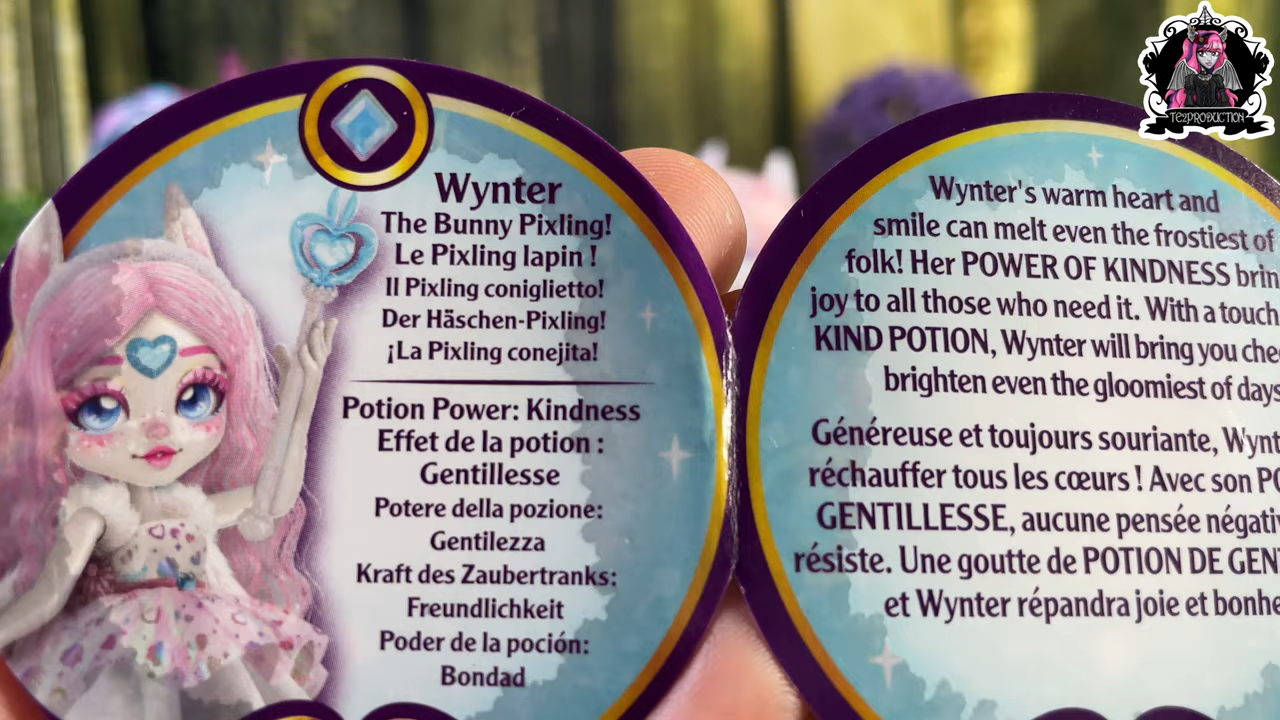 Wynter
The Bunny Pixling!
Le Pixling lapin !
Il Pixling coniglietto!
Der Häschen-Pixling!
¡La Pixling conejita!
Potion Power: Kindness
Effet de la potion :
Gentillesse
Potere della pozione:
Gentilezza
Kraft des Zaubertranks:
Freundlichkeit
Poder de la poción:
Bondad
Wynter's warm heart and
smile can melt even the frostiest of
folk! Her POWER OF KINDNESS brin
joy to all those who need it. With a touch
KIND POTION, Wynter will bring you chee
brighten even the gloomiest of days
Généreuse et toujours souriante, Wynt
réchauffer tous les cœurs ! Avec son PO
GENTILLESSE, aucune pensée négativ
résiste. Une goutte de POTION DE GEN
et Wynter répandra joie et bonhe
TE2PRODUCTION